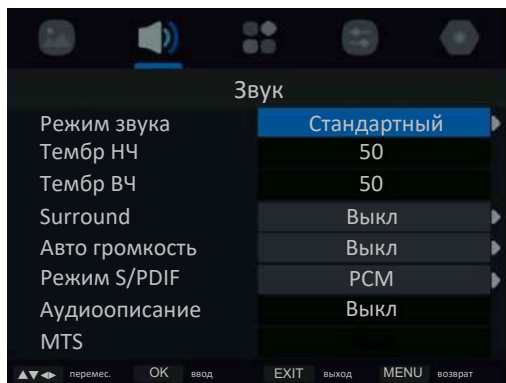 Звук
Режим звука Стандартный
Тембр НЧ 50
Тембр ВЧ 50
Surround Выкл
Авто громкость Выкл
Режим S/PDIF PCM
Аудиоописание Выкл
MTS
перемес. OK ввод EXIT выход MENU возврат